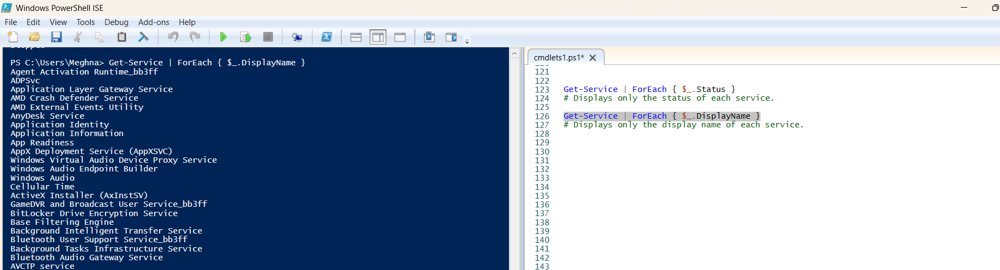 Windows PowerShell ISE
File Edit View Tools Debug Add-ons Help
PS C:\Users\Meghna> Get-Service | ForEach { $_.DisplayName }
Agent Activation Runtime_bb3ff
ADPSvc
Application Layer Gateway Service
AMD Crash Defender Service
AMD External Events Utility
AnyDesk Service
Application Identity
Application Information
App Readiness
AppX Deployment Service (AppXSVC)
Windows Virtual Audio Device Proxy Service
Windows Audio Endpoint Builder
Windows Audio
Cellular Time
ActiveX Installer (AxInstSV)
GameDVR and Broadcast User Service_bb3ff
BitLocker Drive Encryption Service
Base Filtering Engine
Background Intelligent Transfer Service
Bluetooth User Support Service_bb3ff
Background Tasks Infrastructure Service
Bluetooth Audio Gateway Service
AVCTP service
cmdlets1.ps1*
121
122
123 Get-Service | ForEach { $_.Status }
124 # Displays only the status of each service.
125
126 Get-Service | ForEach { $_.DisplayName }
127 # Displays only the display name of each service.
128
129
130
131
132
133
134
135
136
137
138
139
140
141
142
143